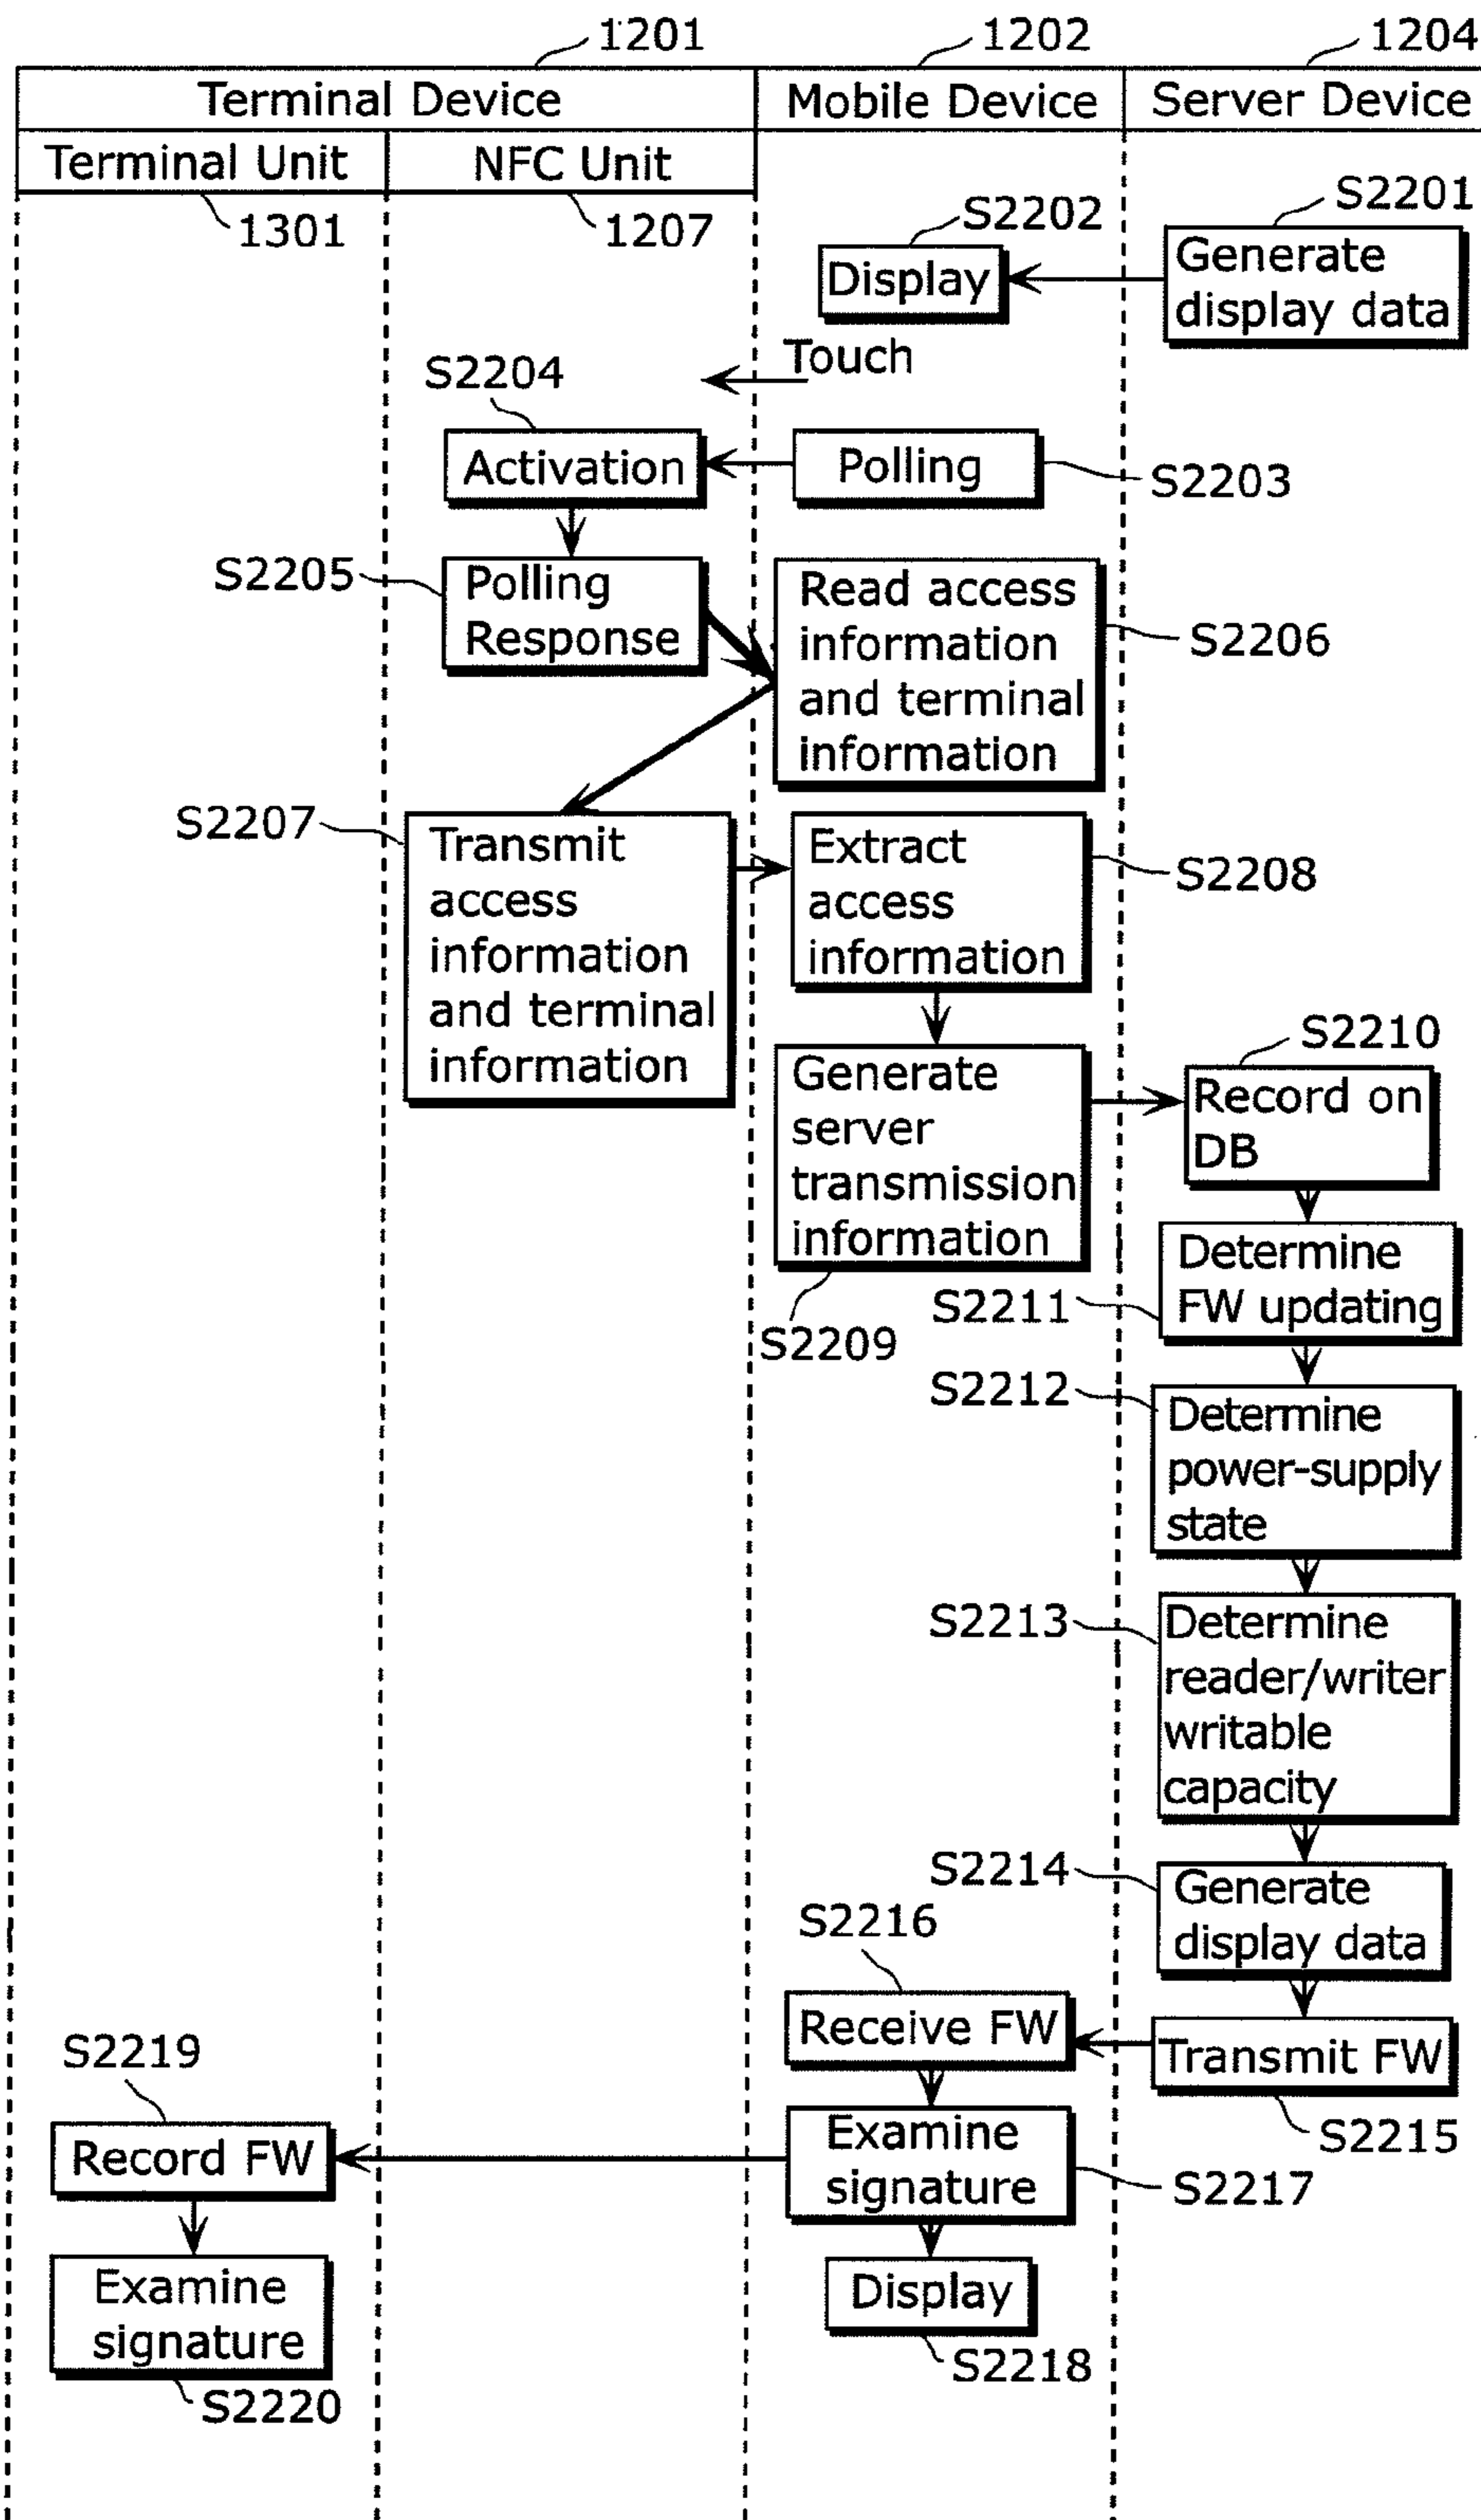 1201
1202
1204
Terminal Device
Mobile Device
Server Device
Terminal Unit
NFC Unit
1301
1207
S2202
S2201
Display
Generate
display data
Touch
S2204
Activation
Polling
S2203
S2205
Polling
Response
Read access
information
and terminal
information
S2206
S2207
Transmit
access
information
and terminal
information
Extract
access
information
S2208
Generate
server
transmission
information
S2209
S2210
Record on
DB
S2211
Determine
FW updating
S2212
Determine
power-supply
state
S2213
Determine
reader/writer
writable
capacity
S2214
Generate
display data
S2216
Receive FW
Transmit FW
S2215
S2219
Record FW
Examine
signature
S2217
Examine
signature
S2220
Display
S2218